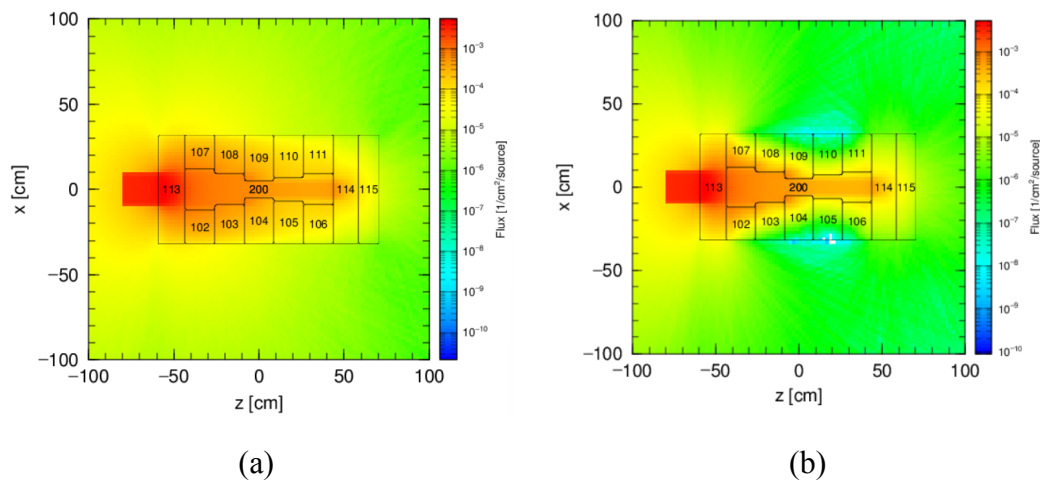 100
50
0
−50
−100
x [cm]
107 108 109 110 111
113 200 114 115
102 103 104 105 106
−100 −50 0 50 100
z [cm]
10⁻³
10⁻⁴
10⁻⁵
10⁻⁶
10⁻⁷
10⁻⁸
10⁻⁹
10⁻¹⁰
Flux [1/cm²/source]
(a)
100
50
0
−50
−100
x [cm]
107 108 109 110 111
113 200 114 115
102 103 104 105 106
−100 −50 0 50 100
z [cm]
10⁻³
10⁻⁴
10⁻⁵
10⁻⁶
10⁻⁷
10⁻⁸
10⁻⁹
10⁻¹⁰
Flux [1/cm²/source]
(b)